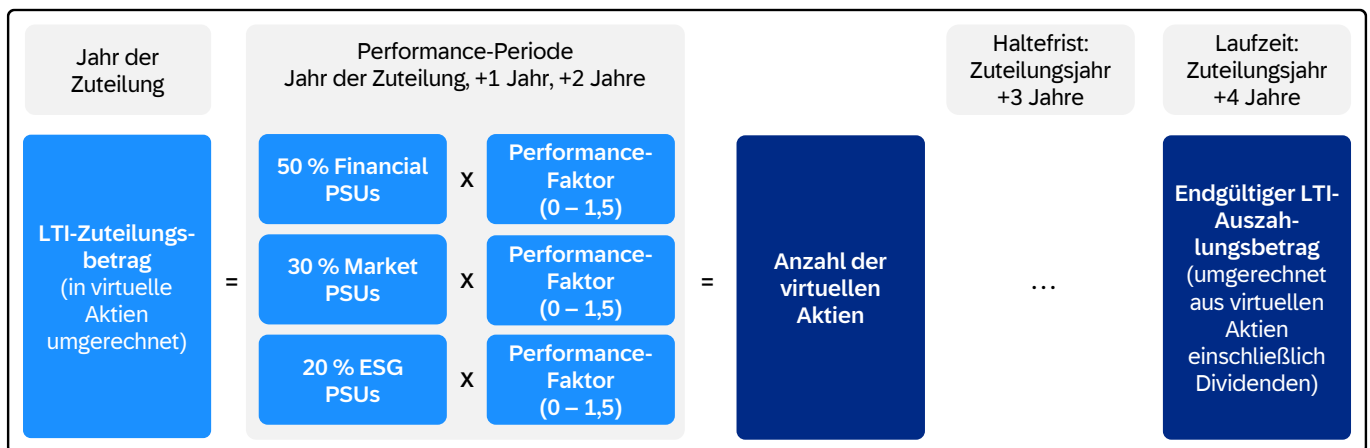 Jahr der
Zuteilung
Performance-Periode
Jahr der Zuteilung, +1 Jahr, +2 Jahre
Haltefrist:
Zuteilungsjahr
+3 Jahre
Laufzeit:
Zuteilungsjahr
+4 Jahre
LTI-Zuteilungs-
betrag
(in virtuelle
Aktien
umgerechnet)
=
50 % Financial
PSUs
X
Performance-
Faktor
(0 – 1,5)
30 % Market
PSUs
X
Performance-
Faktor
(0 – 1,5)
20 % ESG
PSUs
X
Performance-
Faktor
(0 – 1,5)
=
Anzahl der
virtuellen
Aktien
...
Endgültiger LTI-
Auszah-
lungsbetrag
(umgerechnet
aus virtuellen
Aktien
einschließlich
Dividenden)